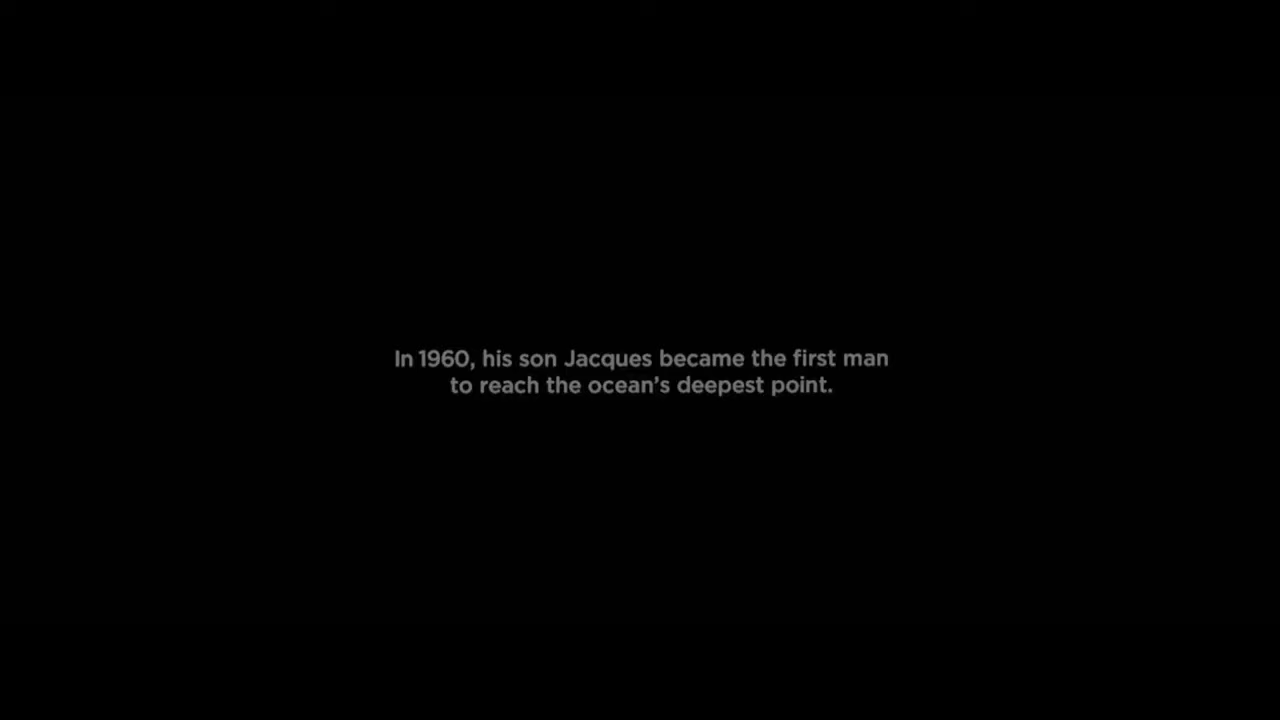 In 1960, his son Jacques became the first man
to reach the ocean's deepest point.